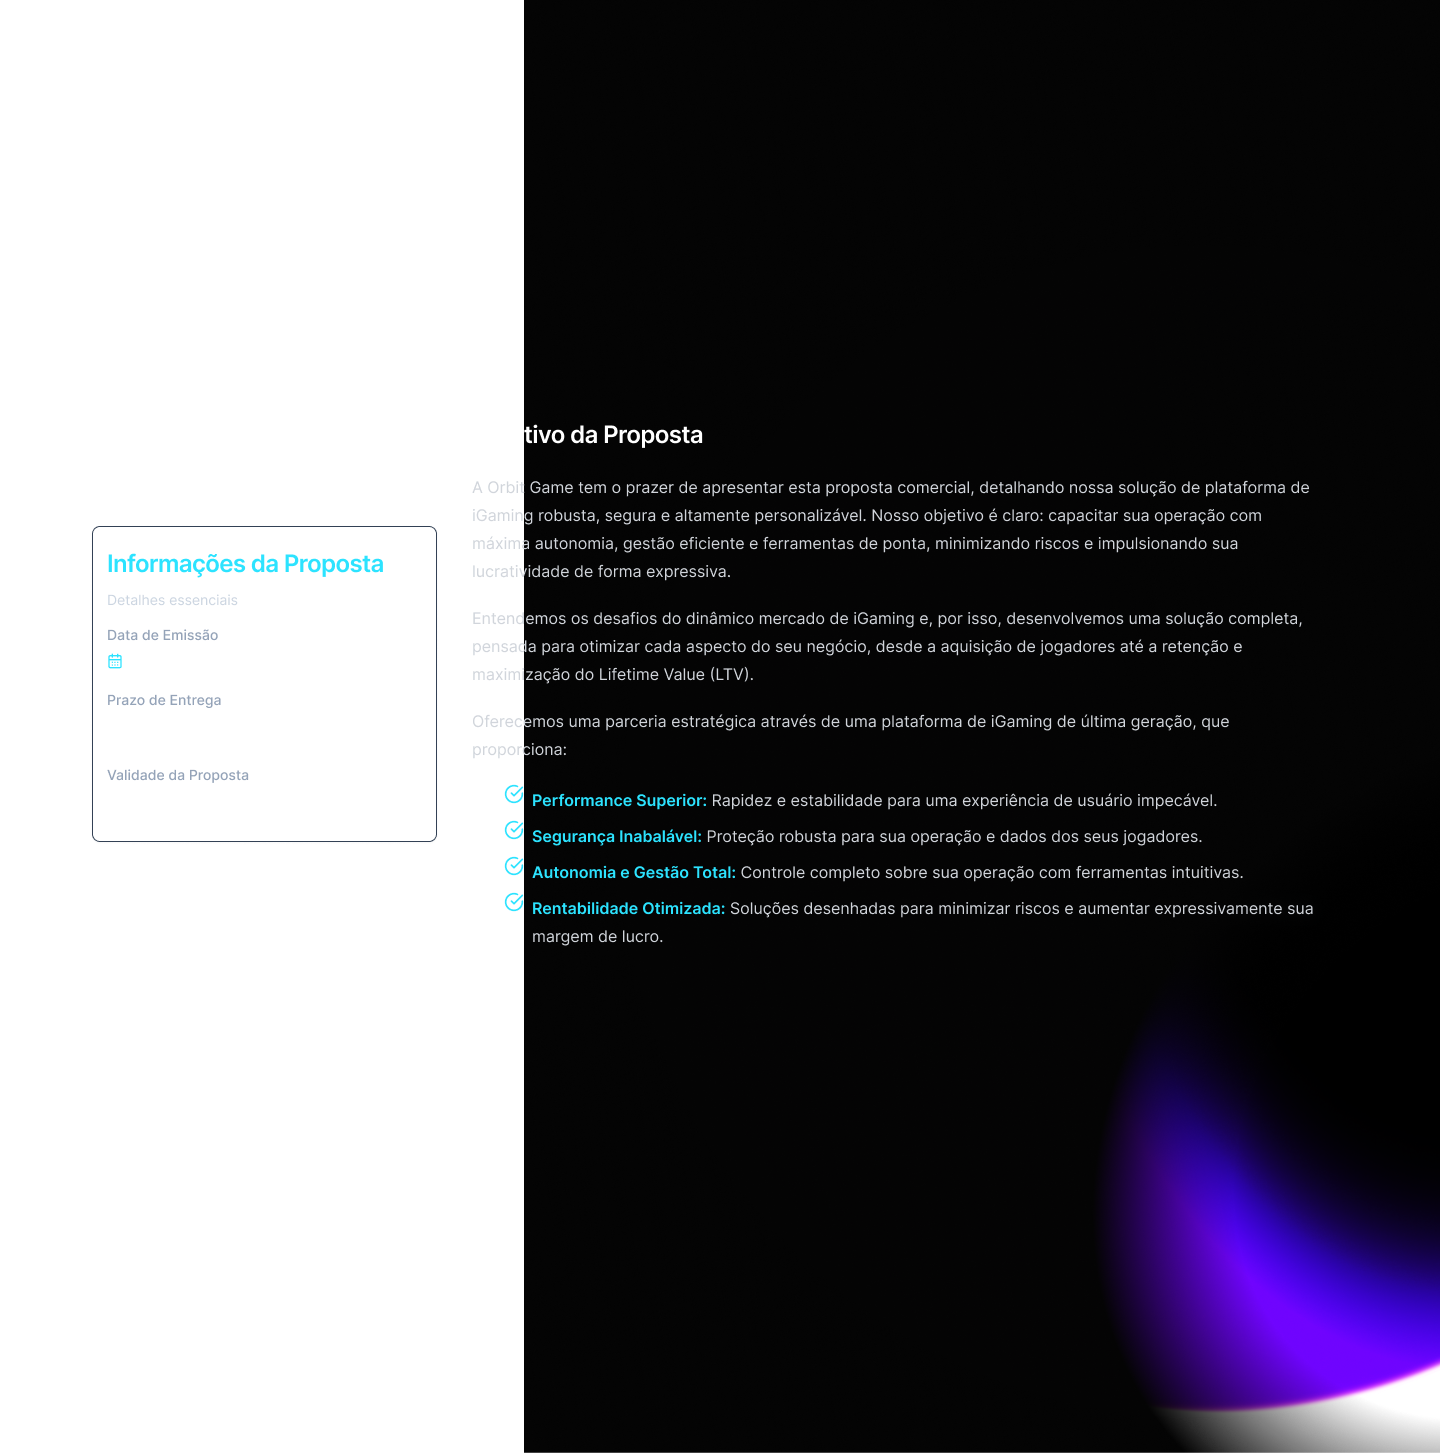 Informações da Proposta
Detalhes essenciais
Data de Emissão
Prazo de Entrega
Validade da Proposta
tivo da Proposta
A Orbit Game tem o prazer de apresentar esta proposta comercial, detalhando nossa solução de plataforma de
iGaming robusta, segura e altamente personalizável. Nosso objetivo é claro: capacitar sua operação com
máxima autonomia, gestão eficiente e ferramentas de ponta, minimizando riscos e impulsionando sua
lucratividade de forma expressiva.
Entendemos os desafios do dinâmico mercado de iGaming e, por isso, desenvolvemos uma solução completa,
pensada para otimizar cada aspecto do seu negócio, desde a aquisição de jogadores até a retenção e
maximização do Lifetime Value (LTV).
Oferecemos uma parceria estratégica através de uma plataforma de iGaming de última geração, que
proporciona:
Performance Superior: Rapidez e estabilidade para uma experiência de usuário impecável.
Segurança Inabalável: Proteção robusta para sua operação e dados dos seus jogadores.
Autonomia e Gestão Total: Controle completo sobre sua operação com ferramentas intuitivas.
Rentabilidade Otimizada: Soluções desenhadas para minimizar riscos e aumentar expressivamente sua
margem de lucro.